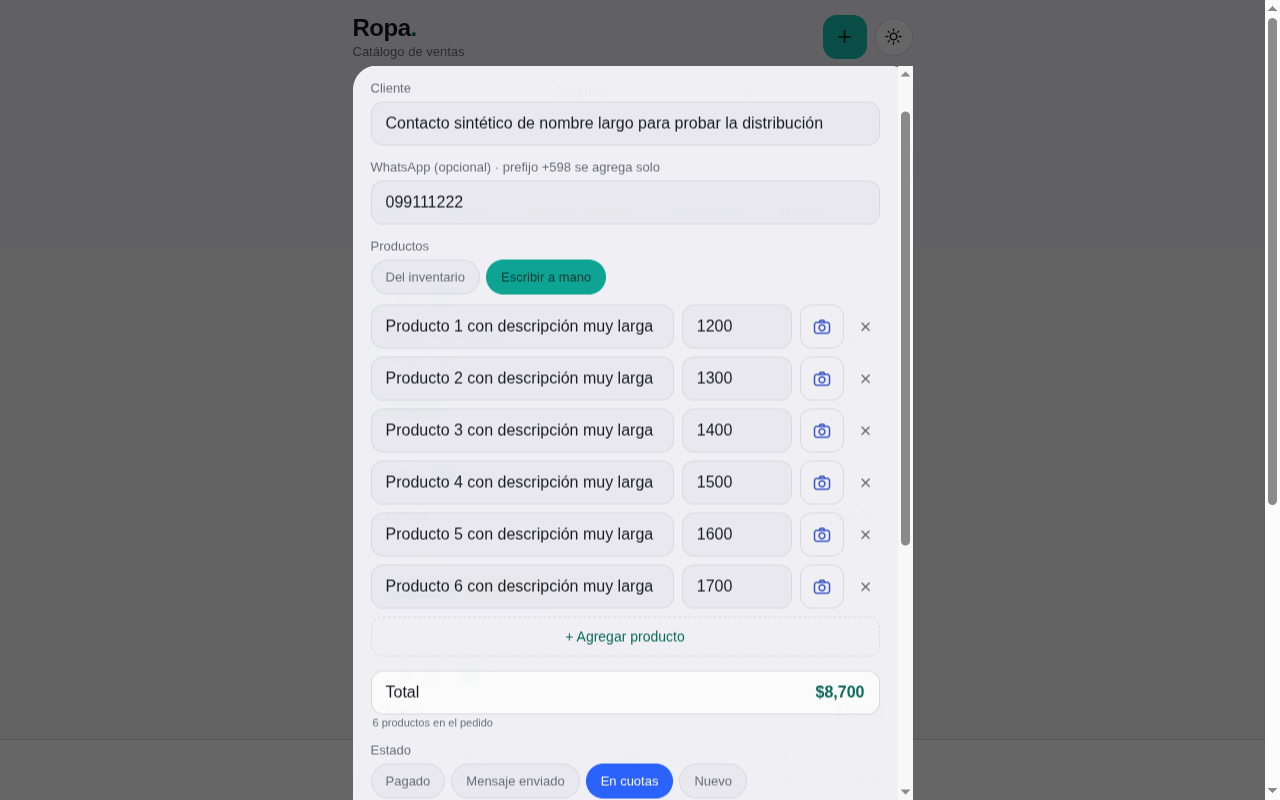 Ropa.
Catálogo de ventas
+
Cliente
Contacto sintético de nombre largo para probar la distribución
WhatsApp (opcional) · prefijo +598 se agrega solo
099111222
Productos
Del inventario Escribir a mano
Producto 1 con descripción muy larga 1200 ×
Producto 2 con descripción muy larga 1300 ×
Producto 3 con descripción muy larga 1400 ×
Producto 4 con descripción muy larga 1500 ×
Producto 5 con descripción muy larga 1600 ×
Producto 6 con descripción muy larga 1700 ×
+ Agregar producto
Total $8,700
6 productos en el pedido
Estado
Pagado Mensaje enviado En cuotas Nuevo